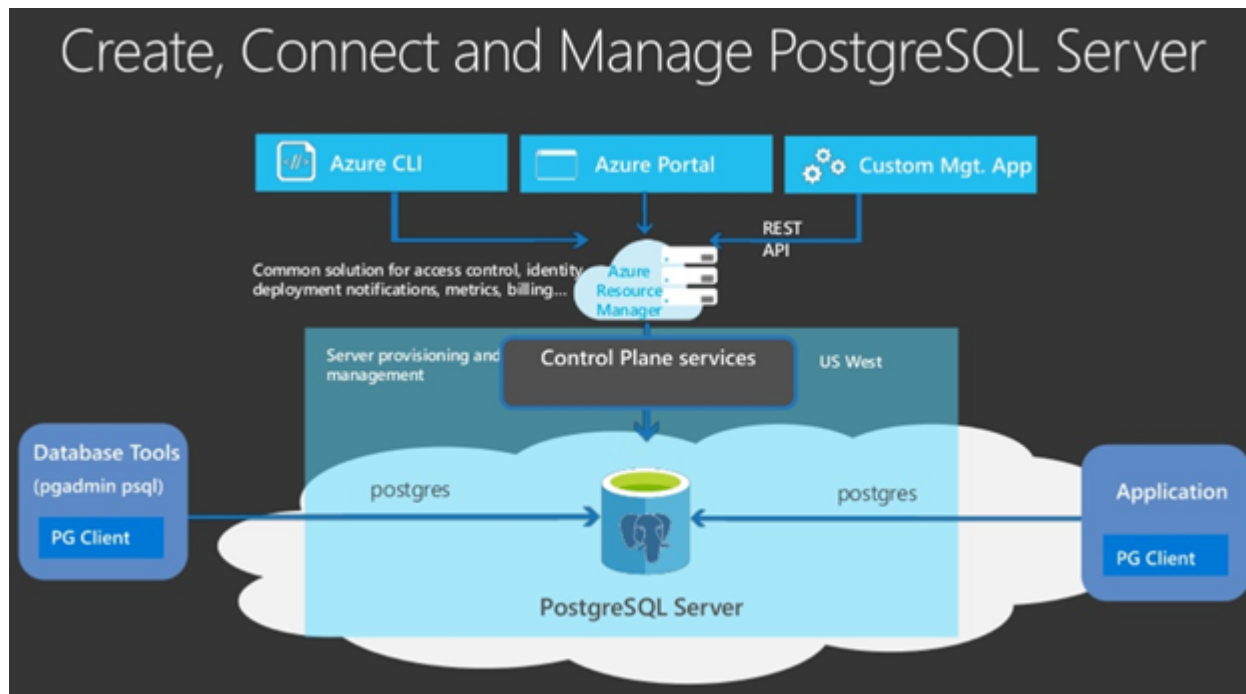 Create, Connect and Manage PostgreSQL Server
Azure CLI
Azure Portal
Custom Mgt. App
REST
API
Common solution for access control, identity,
deployment notifications, metrics, billing...
Azure
Resource
Manager
Server provisioning and
management
Control Plane services
US West
Database Tools
(pgadmin psql)
PG Client
postgres
postgres
Application
PG Client
PostgreSQL Server